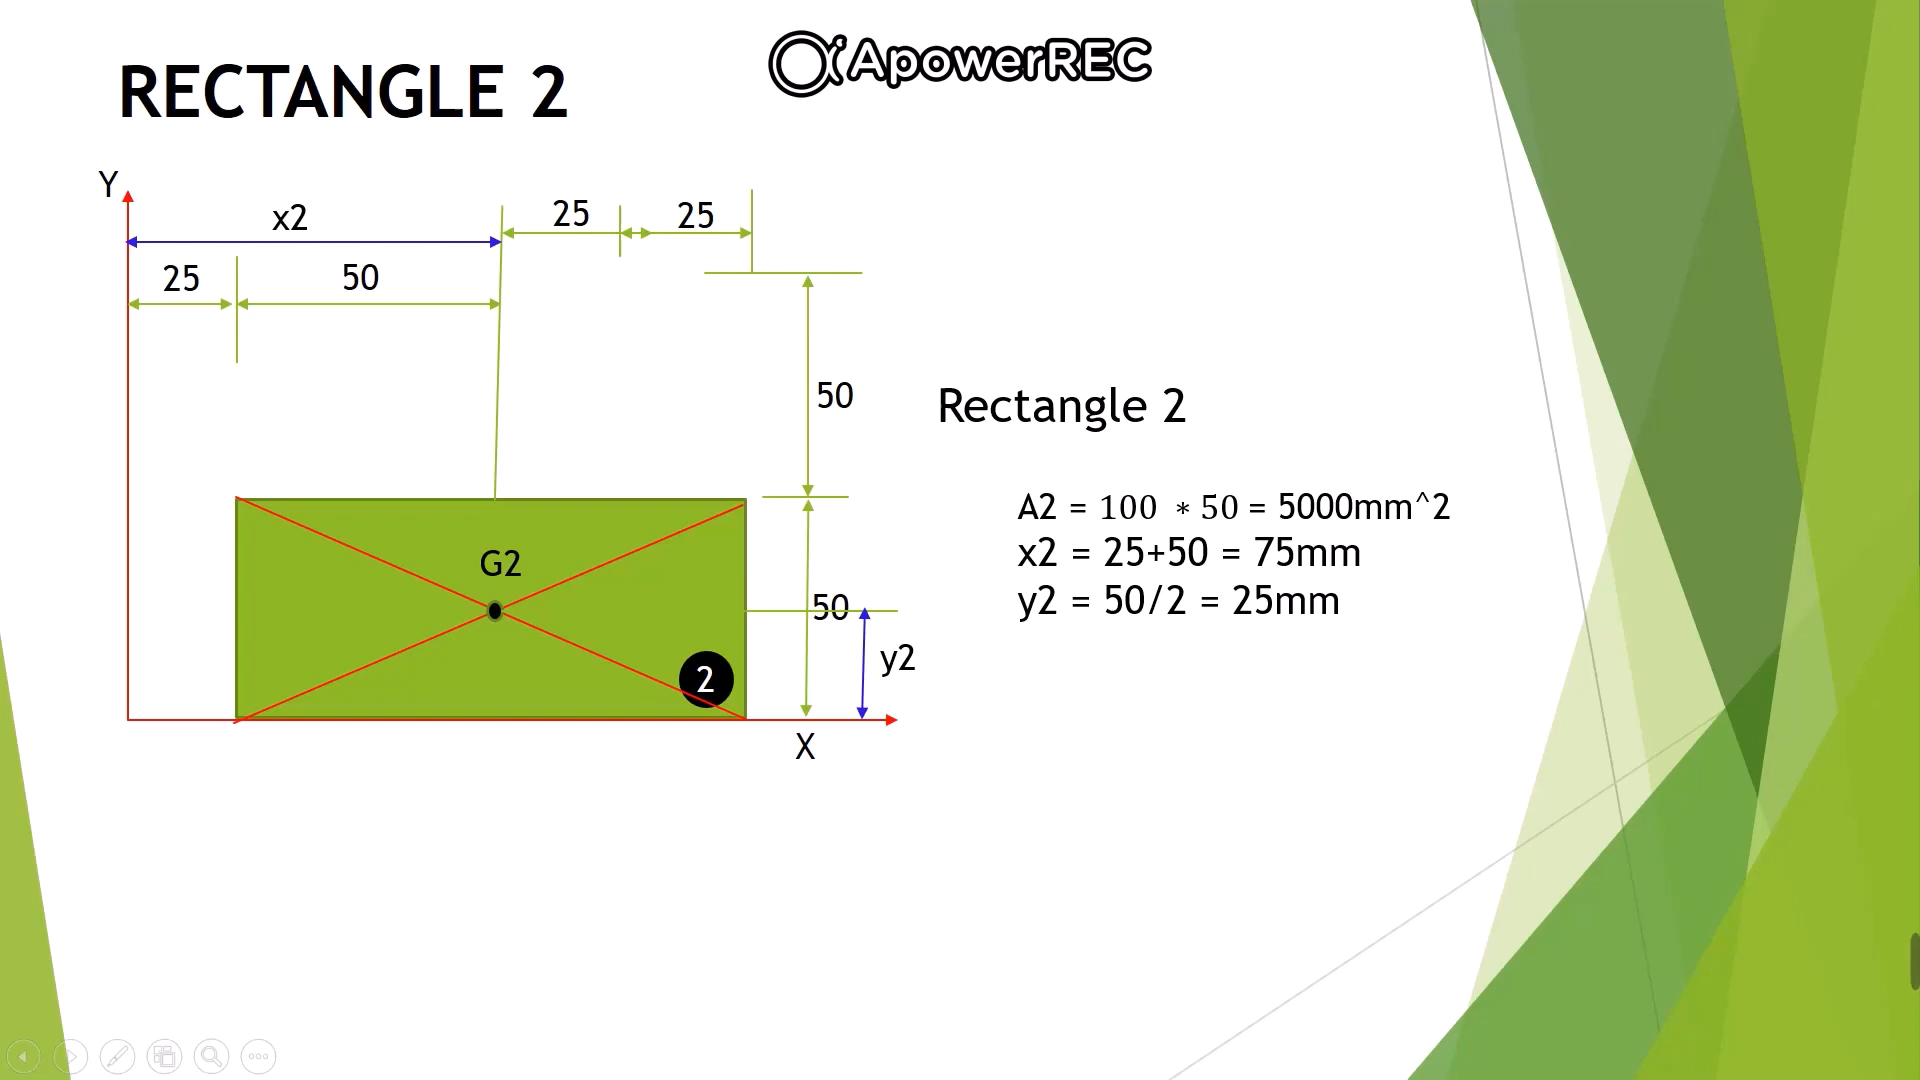 ApowerREC
RECTANGLE 2
Y
x2
25
25
25
50
50
Rectangle 2
A2 = 100 * 50 = 5000mm^2
x2 = 25+50 = 75mm
G2
y2 = 50/2 = 25mm
50
y2
2
X